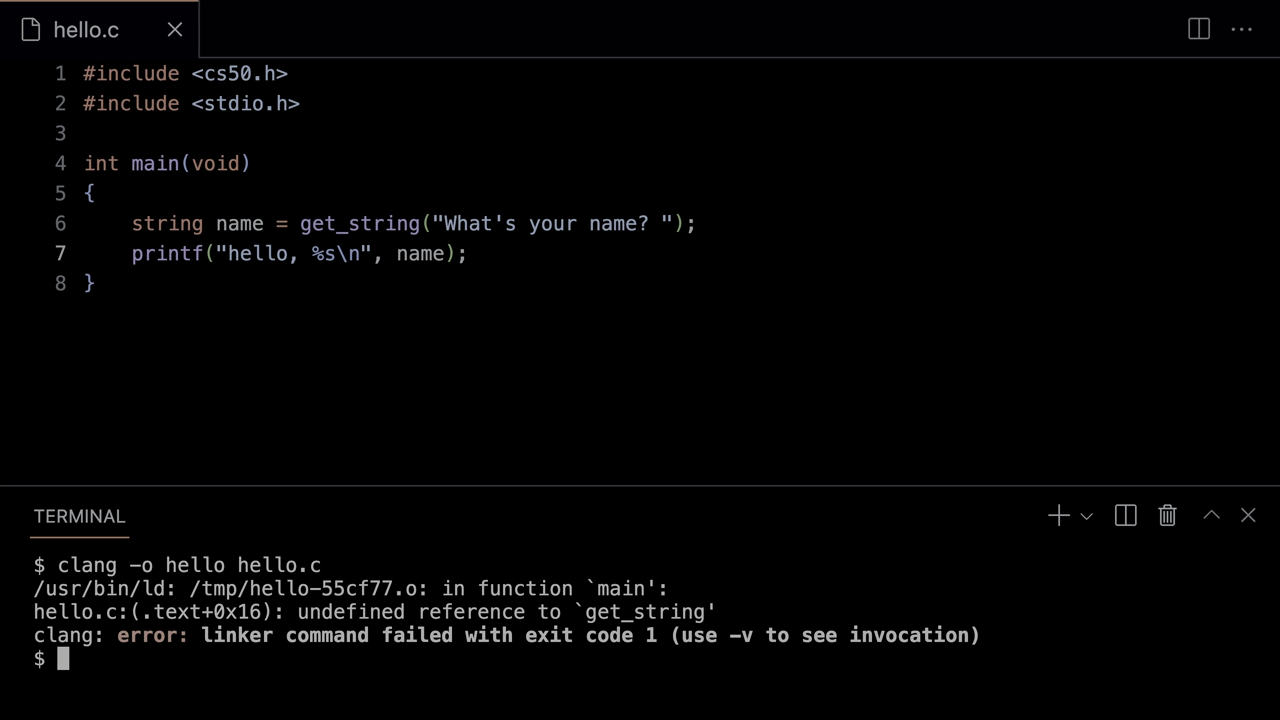 hello.c
1 #include <cs50.h>
2 #include <stdio.h>
3
4 int main(void)
5 {
6     string name = get_string("What's your name? ");
7     printf("hello, %s\n", name);
8 }
TERMINAL
$ clang -o hello hello.c
/usr/bin/ld: /tmp/hello-55cf77.o: in function `main':
hello.c:(.text+0x16): undefined reference to `get_string'
clang: error: linker command failed with exit code 1 (use -v to see invocation)
$